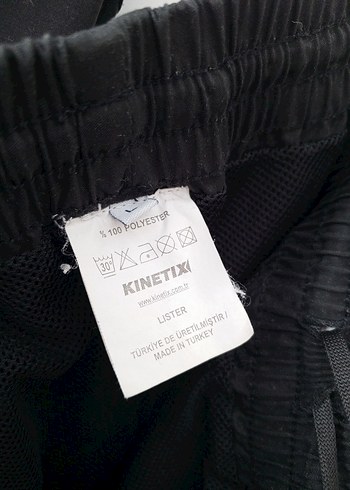 % 100 POLYESTER
30°
KINETIX
www.kinetix.com.tr
LISTER
TÜRKİYE DE ÜRETİLMİŞTİR /
MADE IN TURKEY